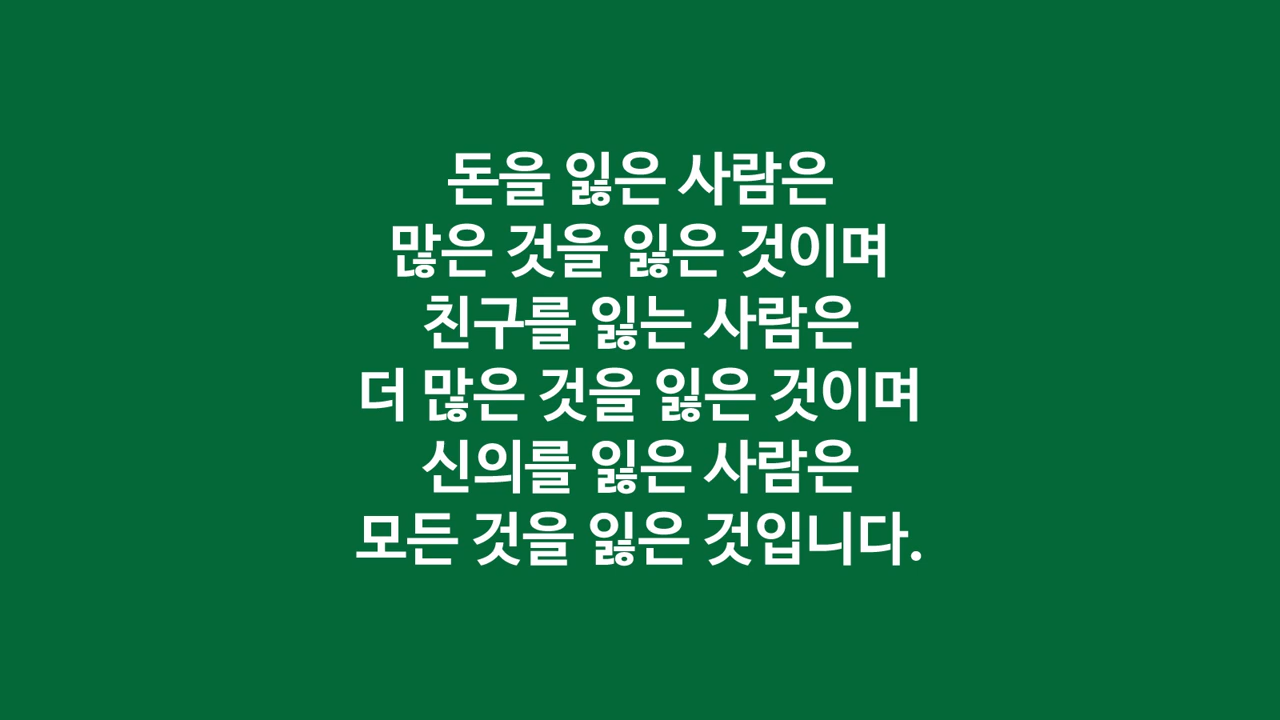 돈을 잃은 사람은
많은 것을 잃은 것이며
친구를 잃는 사람은
더 많은 것을 잃은 것이며
신의를 잃은 사람은
모든 것을 잃은 것입니다.